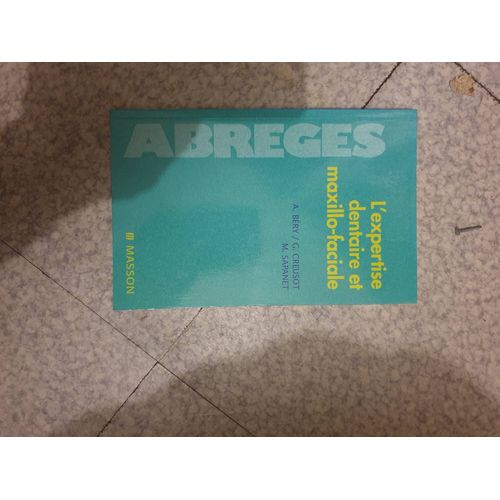 ABREGES
L'expertise
dentaire et
maxillo-faciale
A. BÉRY / G. CREUSOT
M. SAPANET
MASSON